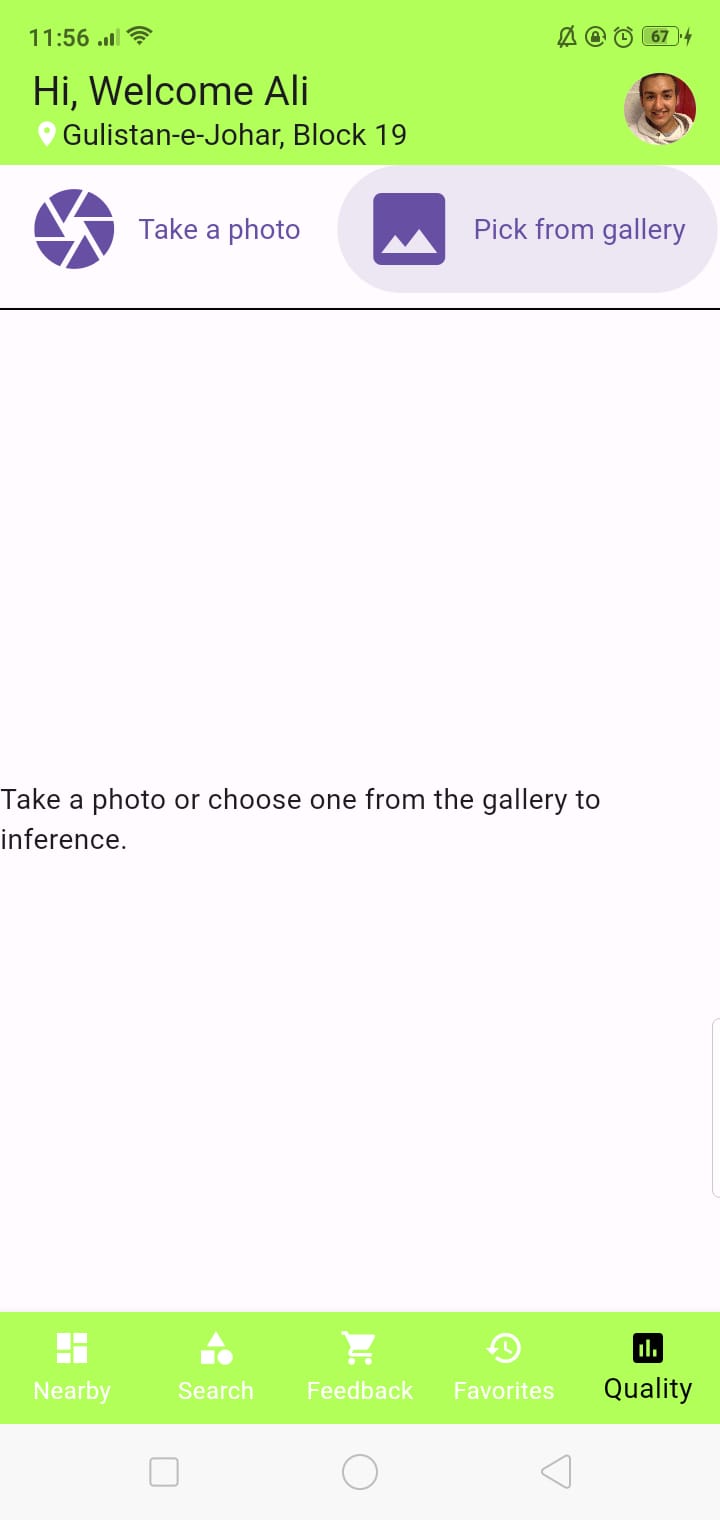 11:56
67
Hi, Welcome Ali
Gulistan-e-Johar, Block 19
Take a photo
Pick from gallery
Take a photo or choose one from the gallery to
inference.
Nearby
Search
Feedback
Favorites
Quality